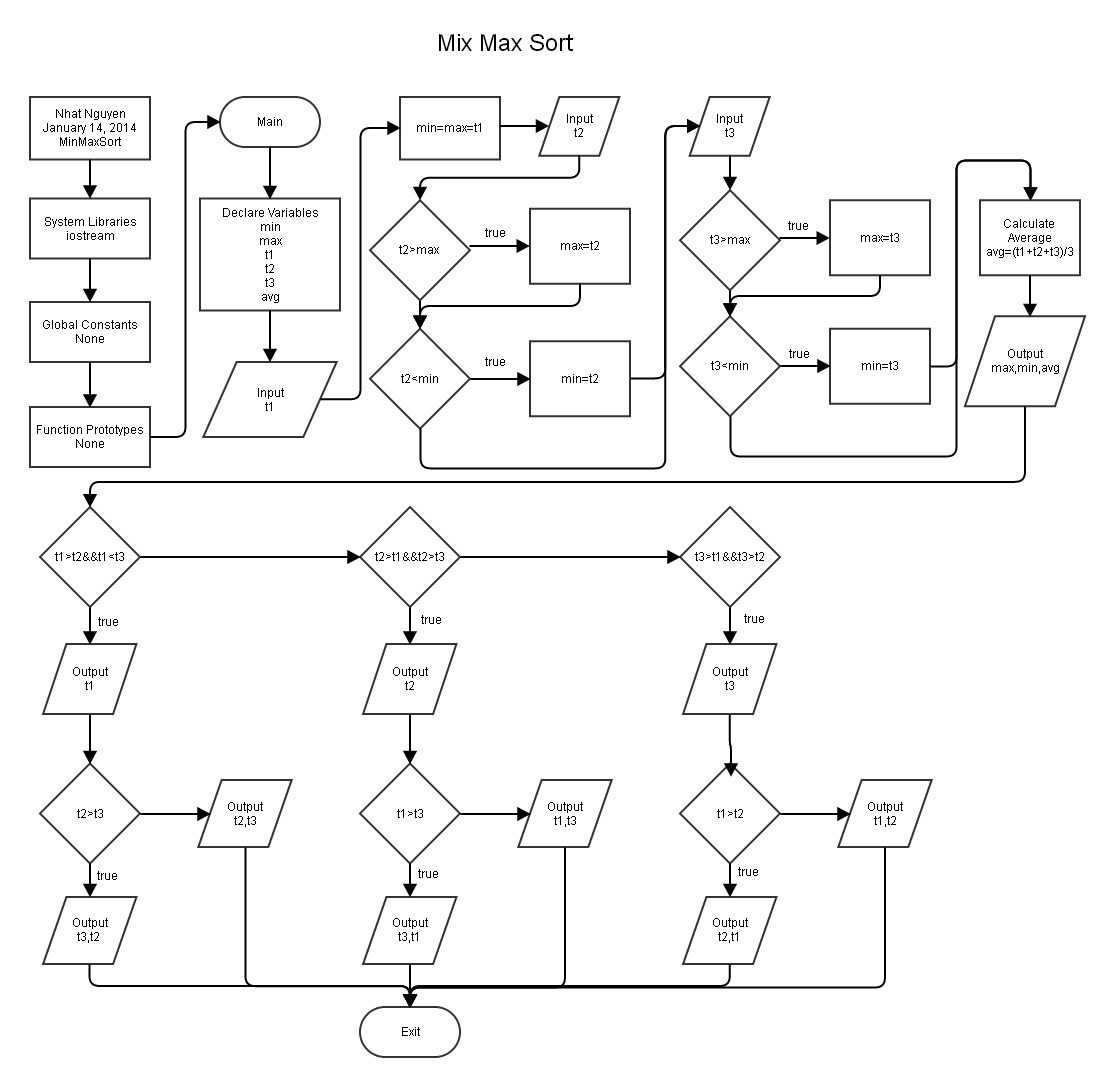 Mix Max Sort
Nhat Nguyen
January 14, 2014
MinMaxSort
System Libraries
iostream
Global Constants
None
Function Prototypes
None
Main
Declare Variables
min
max
t1
t2
t3
avg
Input
t1
min=max=t1
Input
t2
t2>max
true
max=t2
t2<min
true
min=t2
Input
t3
t3>max
true
max=t3
t3<min
true
min=t3
Calculate
Average
avg=(t1+t2+t3)/3
Output
max,min,avg
t1>t2&&t1<t3
true
Output
t1
t2>t3
Output
t2,t3
true
Output
t3,t2
t2>t1&&t2>t3
true
Output
t2
t1>t3
Output
t1,t3
true
Output
t3,t1
t3>t1&&t3>t2
true
Output
t3
t1>t2
Output
t1,t2
true
Output
t2,t1
Exit